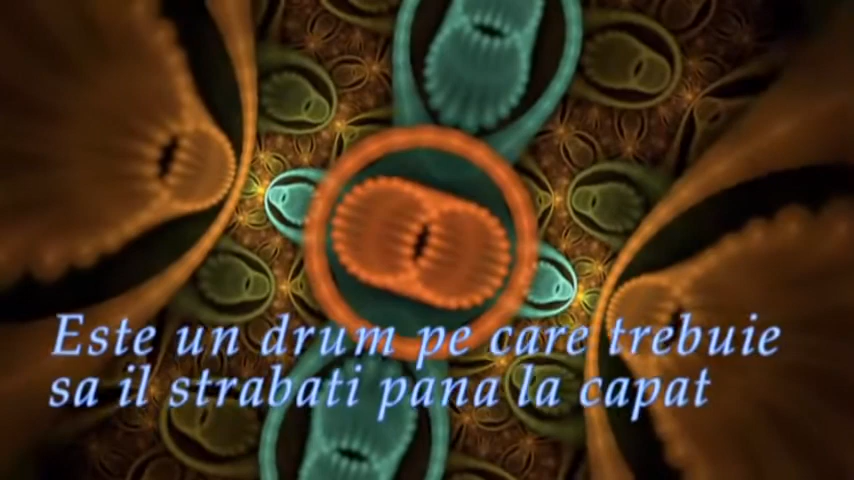 Este un drum pe care trebuie
sa il strabati pana la capat